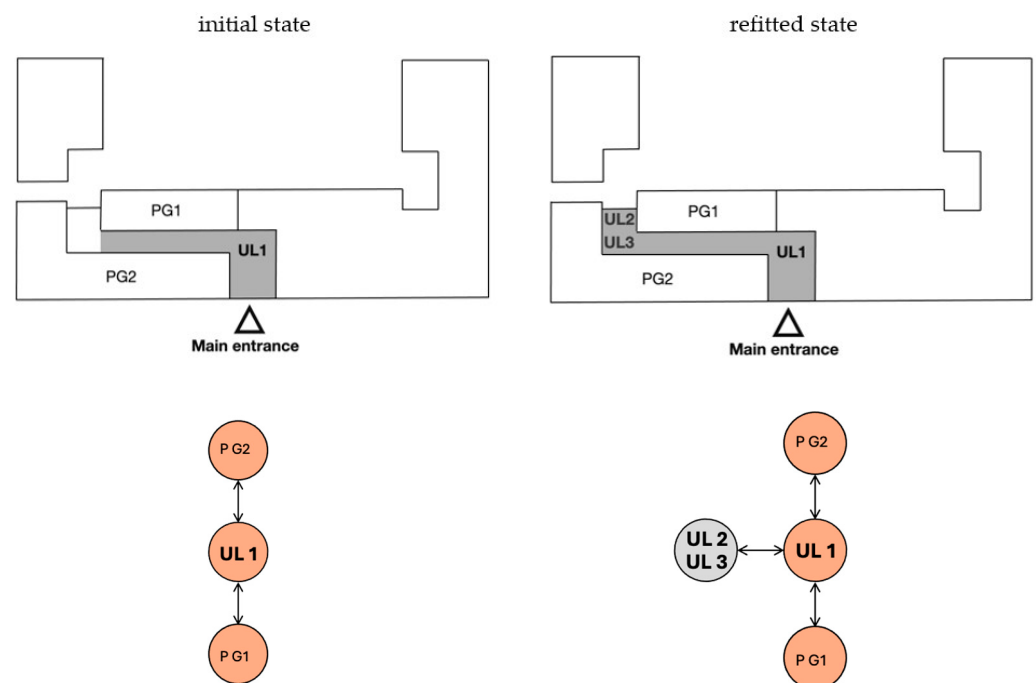 initial state
refitted state
PG1
UL1
PG2
Main entrance
UL2
UL3
PG1
UL1
PG2
Main entrance
P G2
UL 1
P G1
P G2
UL 2
UL 3
UL 1
P G1